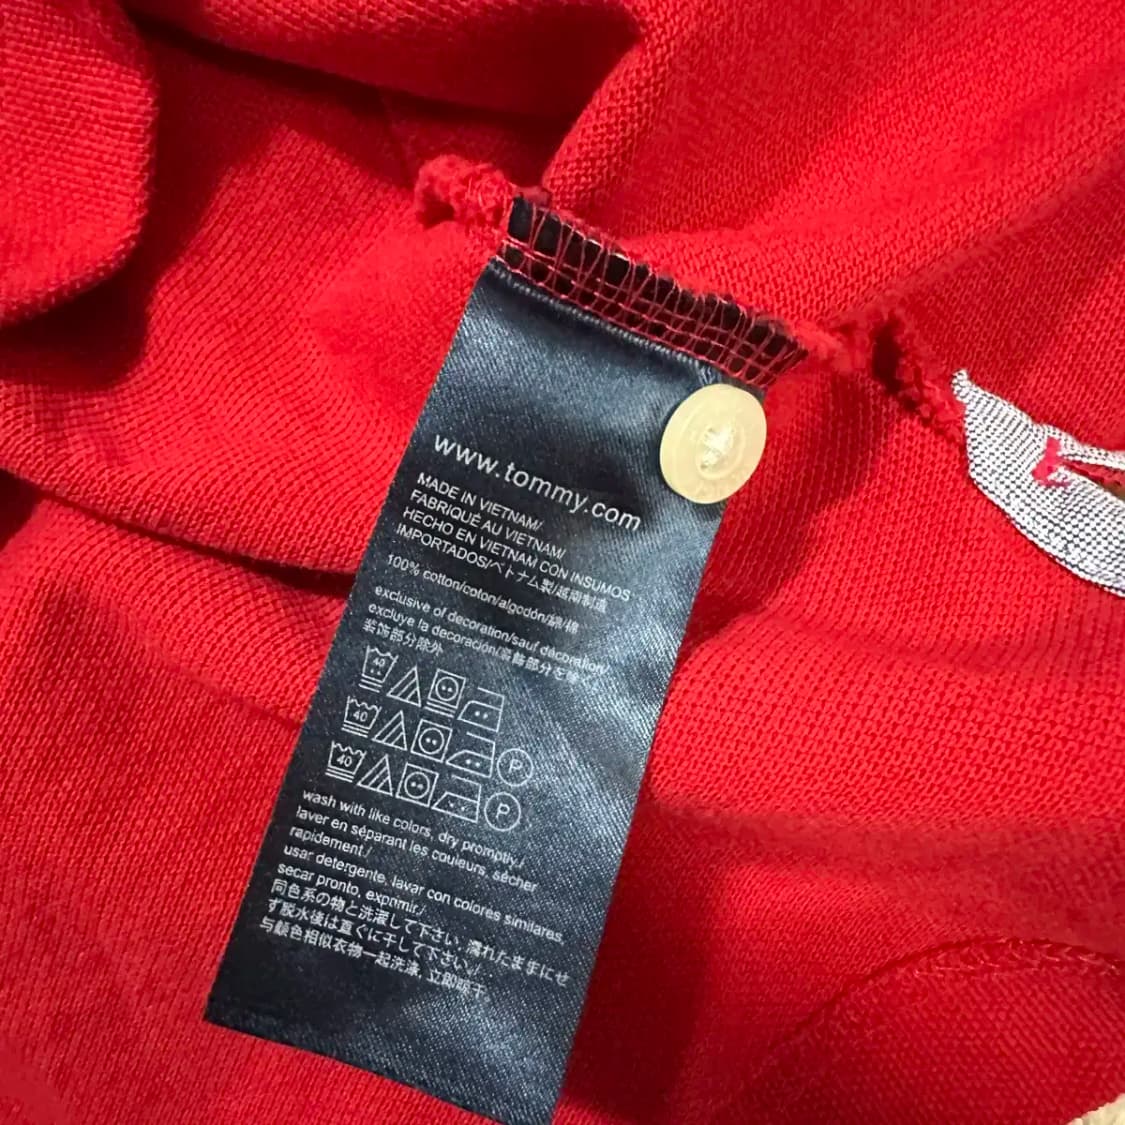 www.tommy.com
MADE IN VIETNAM/
FABRIQUÉ AU VIETNAM/
HECHO EN VIETNAM CON INSUMOS
IMPORTADOS/ベトナム製/越南制造
100% cotton/coton/algodón/綿/棉
exclusive of decoration/sauf décoration/
excluye la decoración/装飾部分を除く/
装饰部分除外
40
40 P
40 P
wash with like colors, dry promptly./
laver en séparant les couleurs, sécher
rapidement./
usar detergente, lavar con colores similares,
secar pronto, exprimir./
同色系の物と洗濯して下さい. 濡れたままにせ
ず脱水後は直ぐに干して下さい./
与颜色相似衣物一起洗涤, 立即晾干.